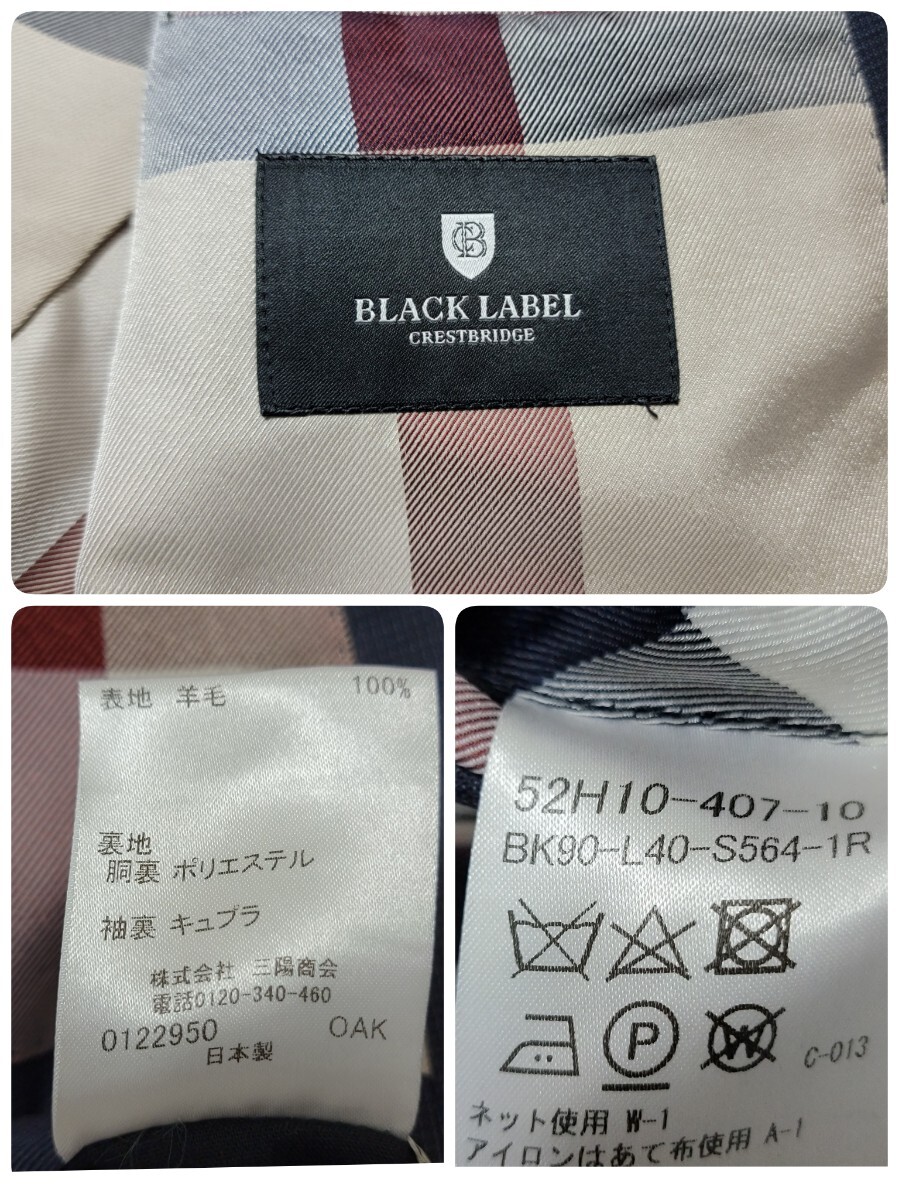 CB
BLACK LABEL
CRESTBRIDGE
表地 羊毛 100%
裏地
胴裏 ポリエステル
袖裏 キュプラ
株式会社 三陽商会
電話0120-340-460
0122950 OAK
日本製
52H10-407-10
BK90-L40-S564-1R
P
W
C-013
ネット使用 W-1
アイロンはあて布使用 A-1